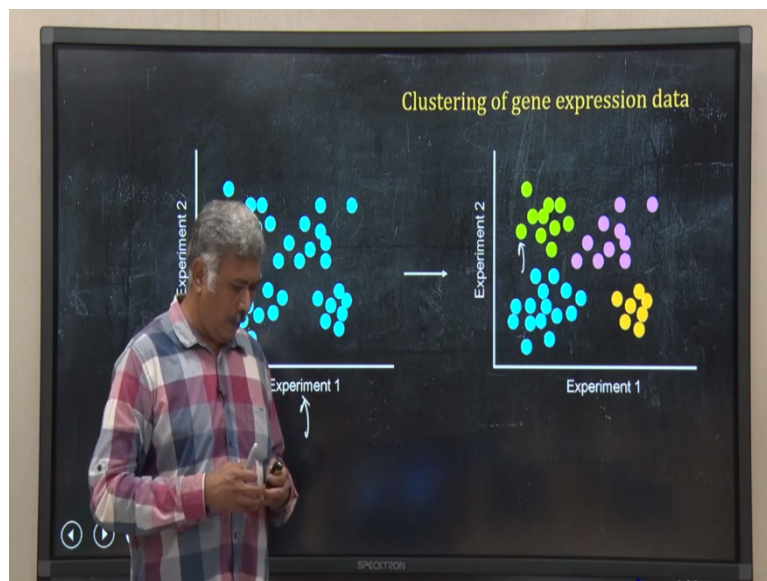 Clustering of gene expression data
Experiment 2
Experiment 1
Experiment 2
Experiment 1
SPECKTRON